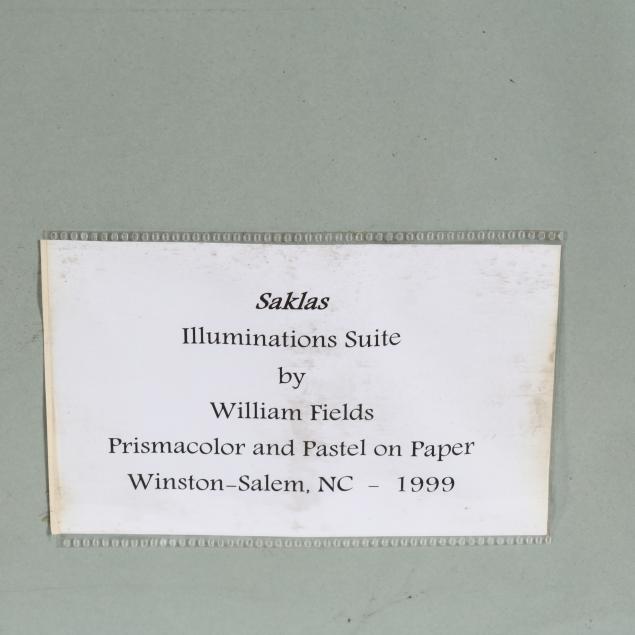 Saklas
Illuminations Suite
by
William Fields
Prismacolor and Pastel on Paper
Winston-Salem, NC - 1999